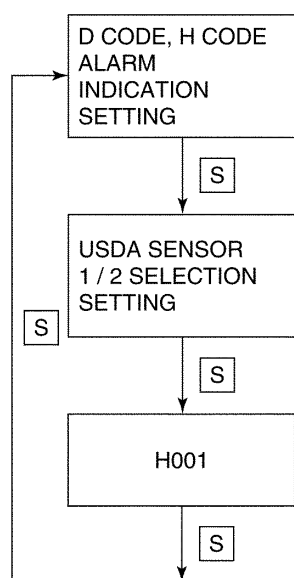 D CODE, H CODE
ALARM
INDICATION
SETTING
S
USDA SENSOR
1 / 2 SELECTION
SETTING
S
S
H001
S